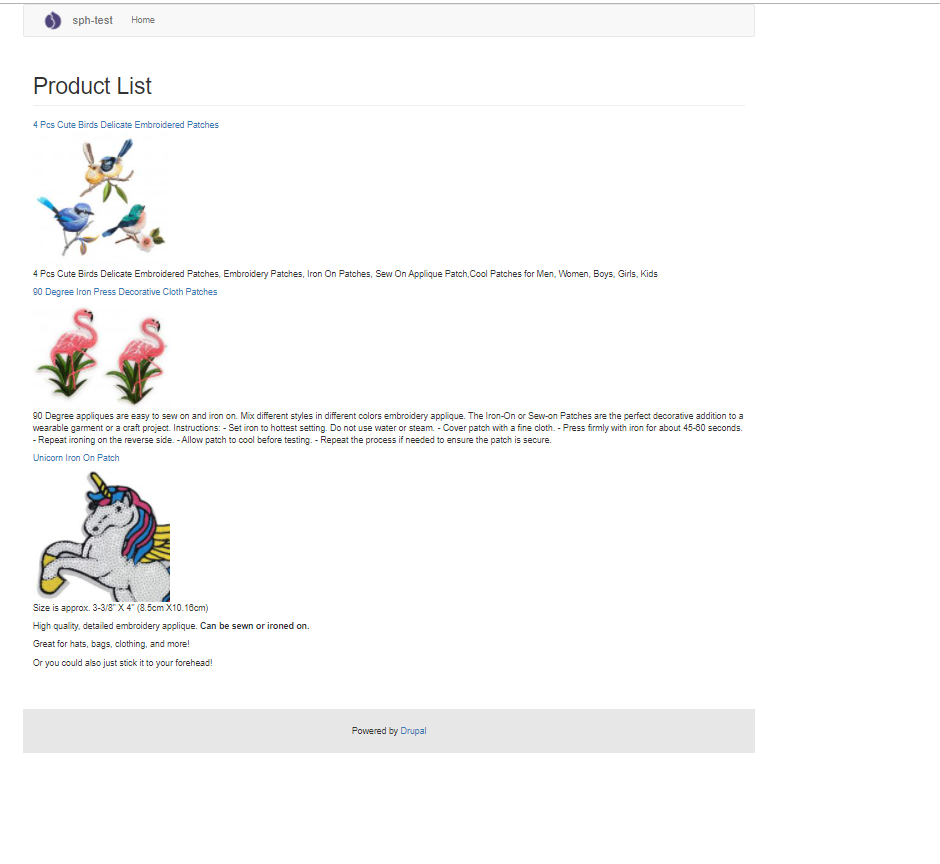 sph-test Home
Product List
4 Pcs Cute Birds Delicate Embroidered Patches
4 Pcs Cute Birds Delicate Embroidered Patches, Embroidery Patches, Iron On Patches, Sew On Applique Patch,Cool Patches for Men, Women, Boys, Girls, Kids
90 Degree Iron Press Decorative Cloth Patches
90 Degree appliques are easy to sew on and iron on. Mix different styles in different colors embroidery applique. The Iron-On or Sew-on Patches are the perfect decorative addition to a
wearable garment or a craft project. Instructions: - Set iron to hottest setting. Do not use water or steam. - Cover patch with a fine cloth. - Press firmly with iron for about 45-60 seconds.
- Repeat ironing on the reverse side. - Allow patch to cool before testing. - Repeat the process if needed to ensure the patch is secure.
Unicorn Iron On Patch
Size is approx. 3-3/8" X 4" (8.5cm X10.16cm)
High quality, detailed embroidery applique. Can be sewn or ironed on.
Great for hats, bags, clothing, and more!
Or you could also just stick it to your forehead!
Powered by Drupal